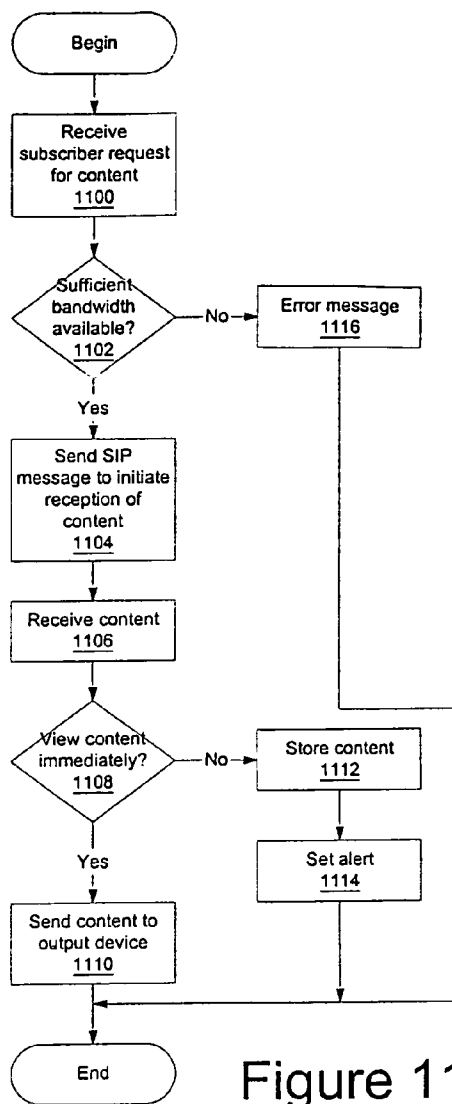 Begin
Receive
subscriber request
for content
1100
Sufficient
bandwidth
available?
1102
No
Error message
1116
Yes
Send SIP
message to initiate
reception of
content
1104
Receive content
1106
View content
immediately?
1108
No
Store content
1112
Set alert
1114
Yes
Send content to
output device
1110
End
Figure 11